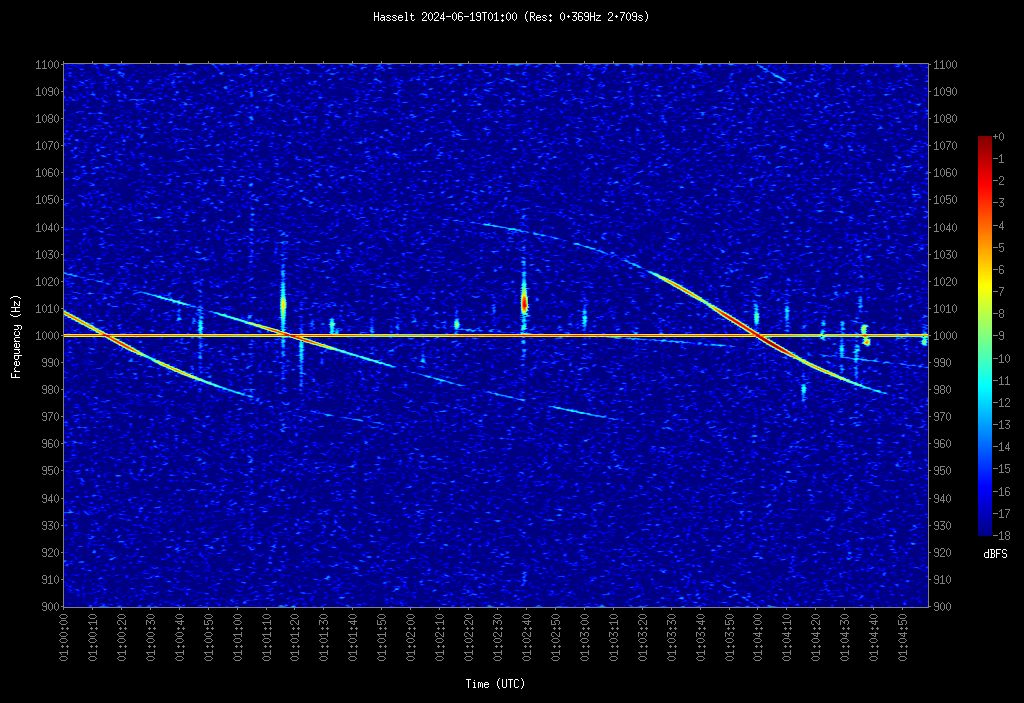 Hasselt 2024-06-19T01:00 (Res: 0.369Hz 2.709s)
1100 1100 +0
1090 1090 -1
1080 1080 -2
1070 1070 -3
1060 1060 -4
1050 1050 -5
1040 1040 -6
1030 1030 -7
1020 1020 -8
1010 1010 -9
1000 1000 -10
990 990 -11
980 980 -12
970 970 -13
960 960 -14
950 950 -15
940 940 -16
930 930 -17
920 920 -18
910 910
900 900
dBFS
Frequency (Hz)
01:00:00
01:00:10
01:00:20
01:00:30
01:00:40
01:00:50
01:01:00
01:01:10
01:01:20
01:01:30
01:01:40
01:01:50
01:02:00
01:02:10
01:02:20
01:02:30
01:02:40
01:02:50
01:03:00
01:03:10
01:03:20
01:03:30
01:03:40
01:03:50
01:04:00
01:04:10
01:04:20
01:04:30
01:04:40
01:04:50
Time (UTC)